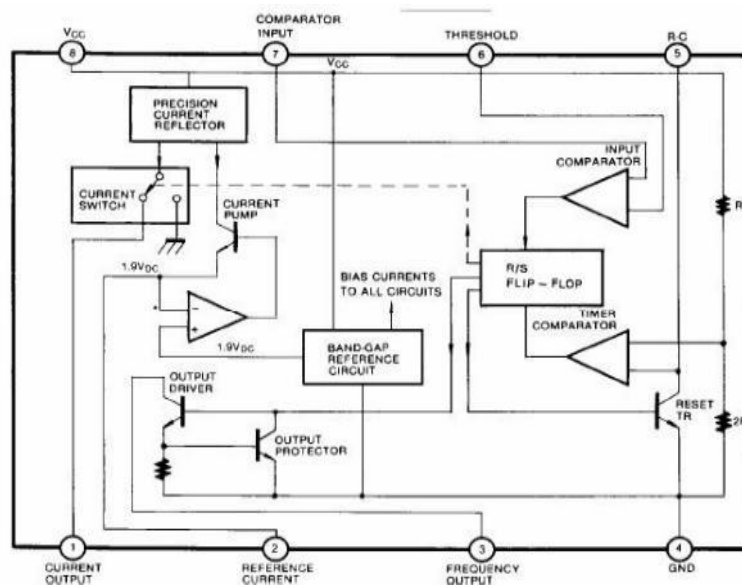 COMPARATOR
INPUT
VCC
THRESHOLD
R-C
8
7
6
5
VCC
PRECISION
CURRENT
REFLECTOR
INPUT
COMPARATOR
CURRENT
SWITCH
CURRENT
PUMP
R
1.9VDC
BIAS CURRENTS
TO ALL CIRCUITS
R/S
FLIP-FLOP
TIMER
COMPARATOR
−
+
1.9VDC
BAND-GAP
REFERENCE
CIRCUIT
OUTPUT
DRIVER
RESET
TR
OUTPUT
PROTECTOR
1
2
3
4
CURRENT
OUTPUT
REFERENCE
CURRENT
FREQUENCY
OUTPUT
GND